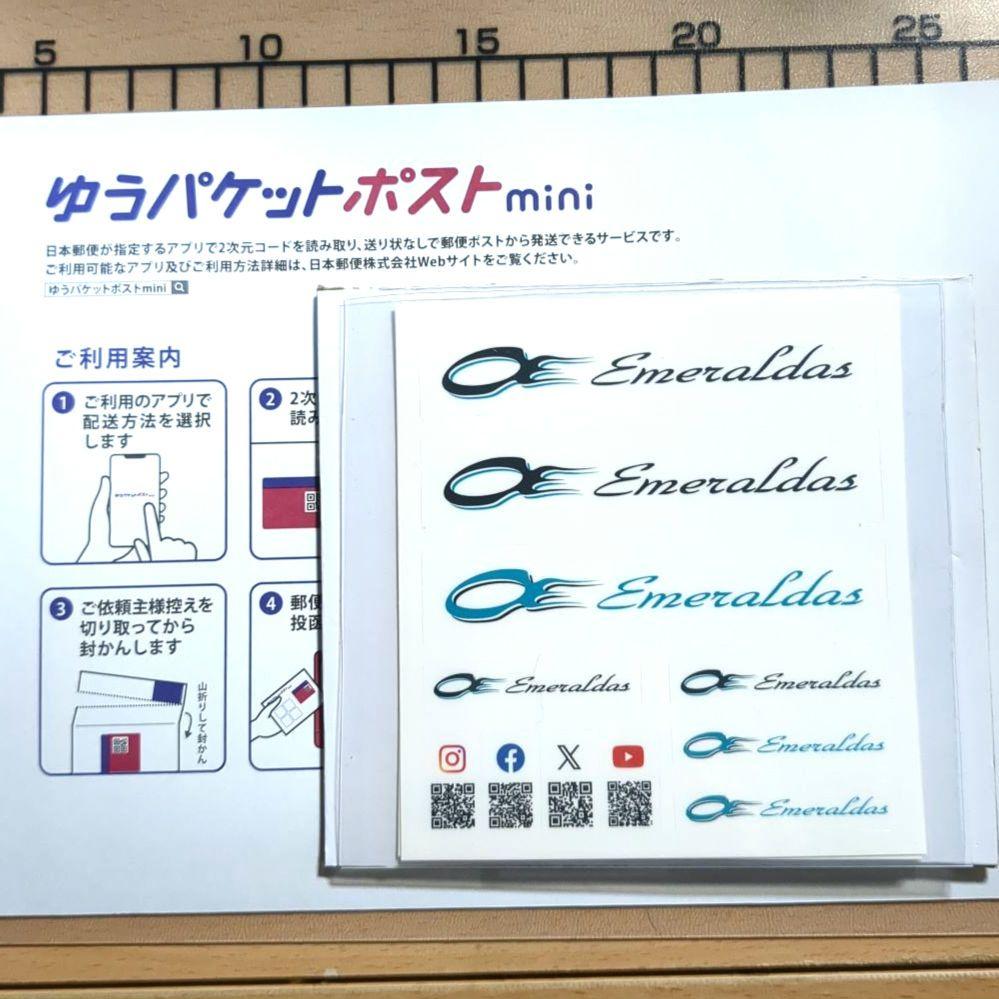 5 10 15 20 25
ゆうパケットポストmini
日本郵便が指定するアプリで2次元コードを読み取り、送り状なしで郵便ポストから発送できるサービスです。
ご利用可能なアプリ及びご利用方法詳細は、日本郵便株式会社Webサイトをご覧ください。
ゆうパケットポストmini
ご利用案内
1 ご利用のアプリで
配送方法を選択
します
2 2次
読み
3 ご依頼主様控えを
切り取ってから
封かんします
山折りして封かん
4 郵便
投函
Emeraldas
Emeraldas
Emeraldas
Emeraldas
Emeraldas
Emeraldas
Emeraldas